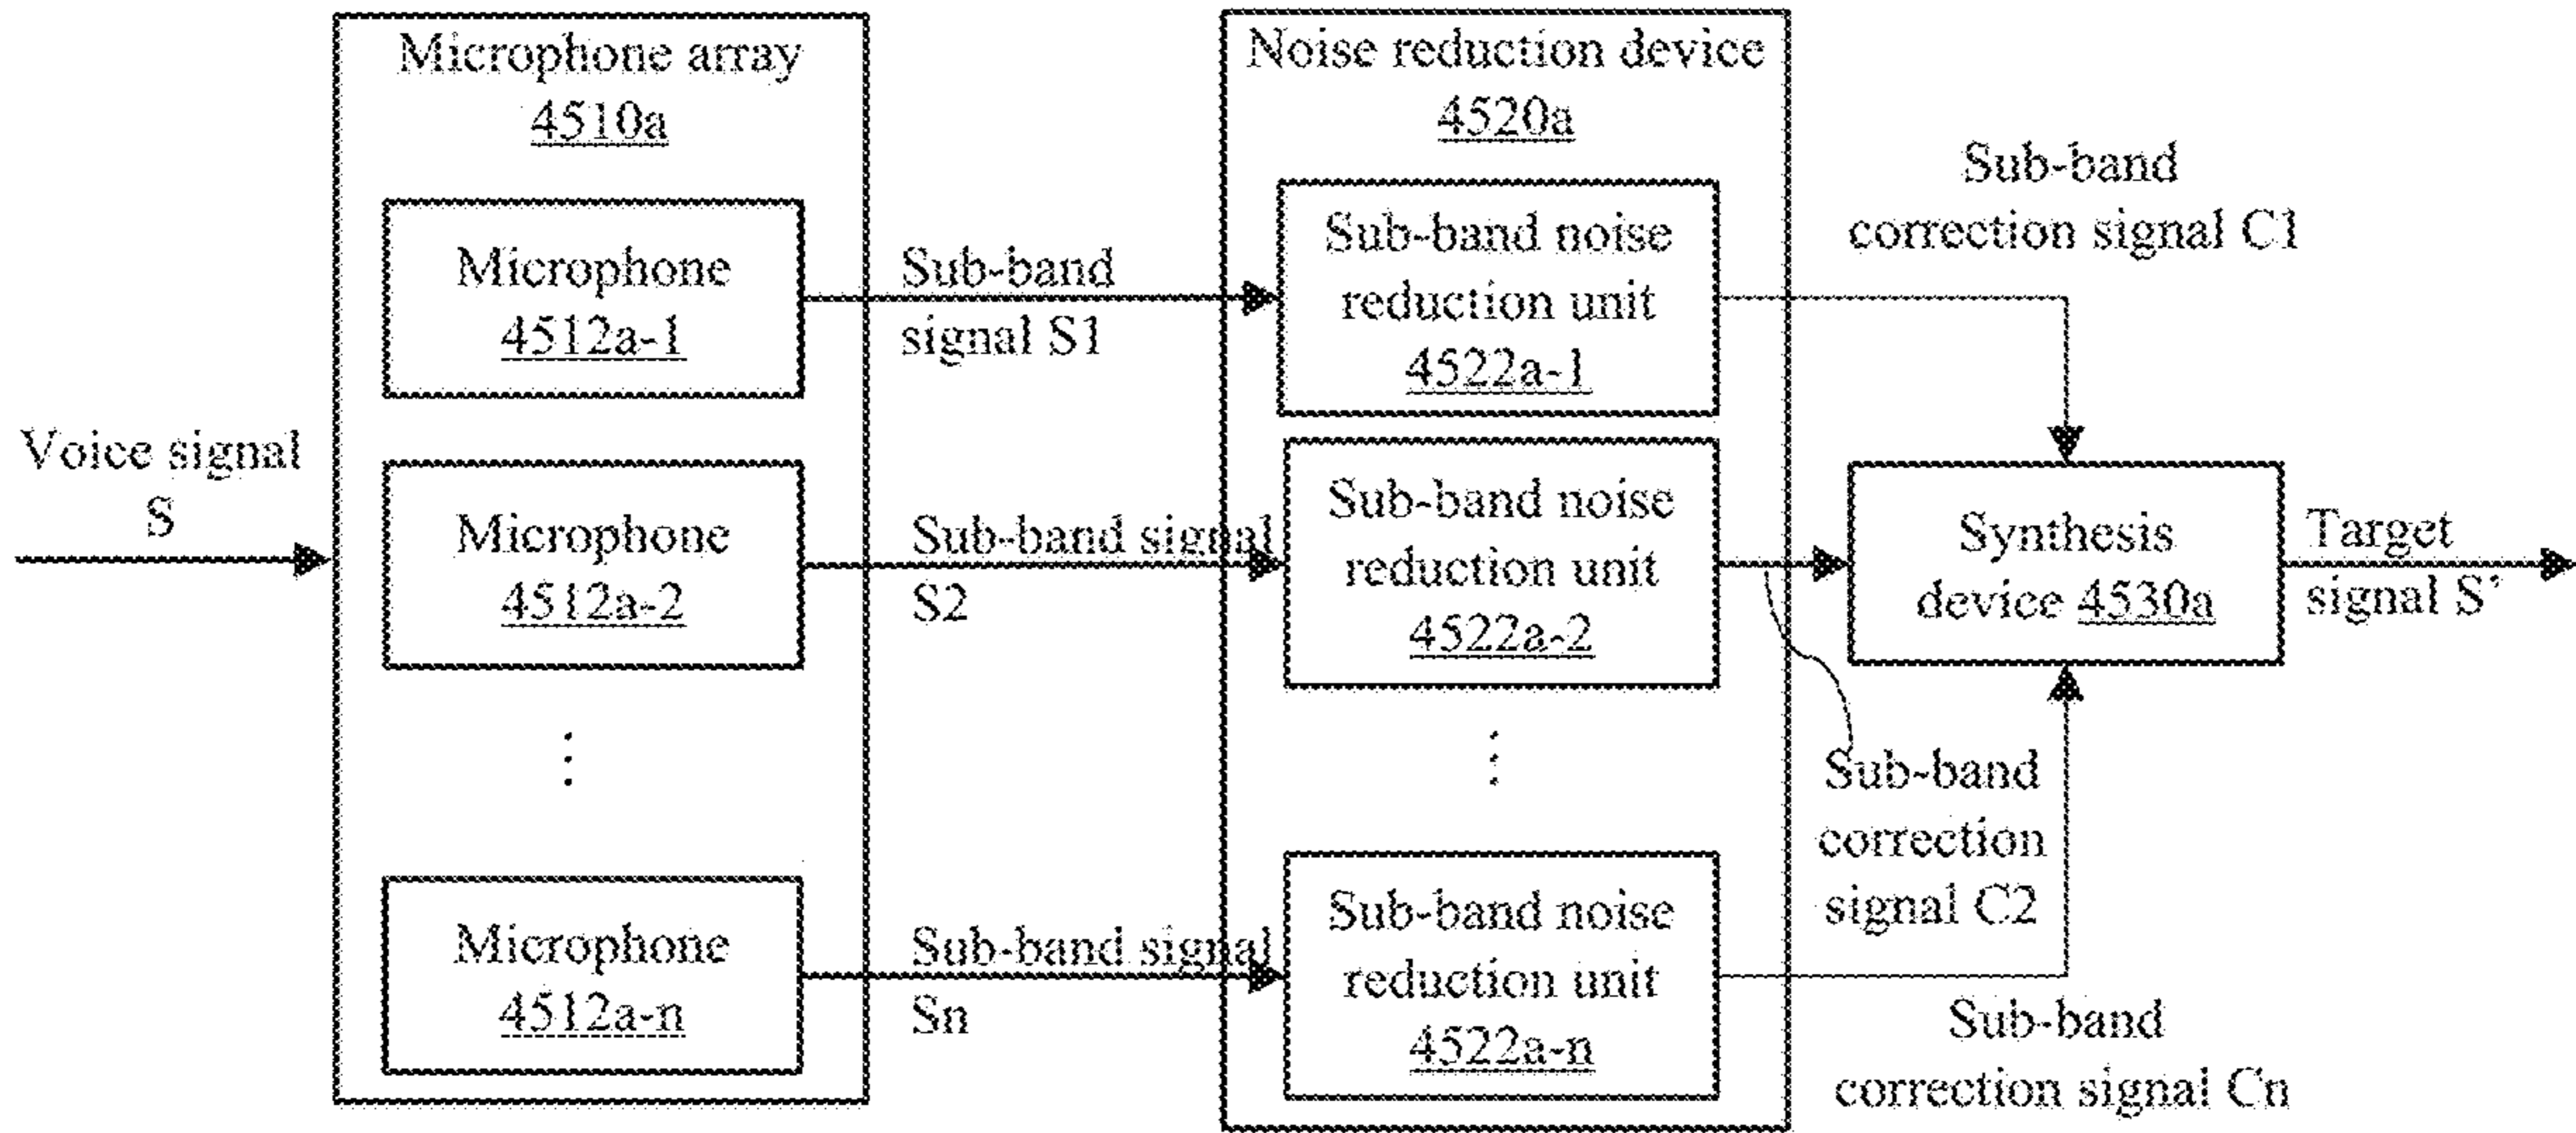 Microphone array
4510a
Microphone
4512a-1
Microphone
4512a-2
⋮
Microphone
4512a-n
Voice signal
S
Sub-band
signal S1
Sub-band signal
S2
Sub-band signal
Sn
Noise reduction device
4520a
Sub-band noise
reduction unit
4522a-1
Sub-band noise
reduction unit
4522a-2
⋮
Sub-band noise
reduction unit
4522a-n
Sub-band
correction signal C1
Synthesis
device 4530a
Target
signal S'
Sub-band
correction
signal C2
Sub-band
correction signal Cn